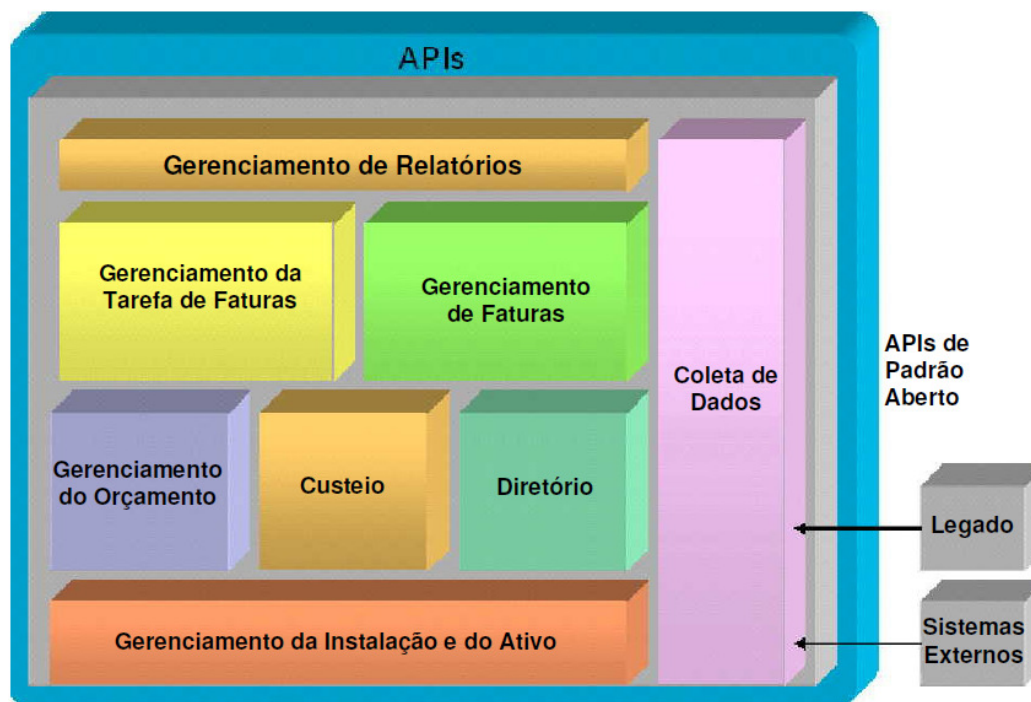 APIs
Gerenciamento de Relatórios
Gerenciamento da
Tarefa de Faturas
Gerenciamento
de Faturas
Coleta de
Dados
APIs de
Padrão
Aberto
Gerenciamento
do Orçamento
Custeio
Diretório
Legado
Gerenciamento da Instalação e do Ativo
Sistemas
Externos